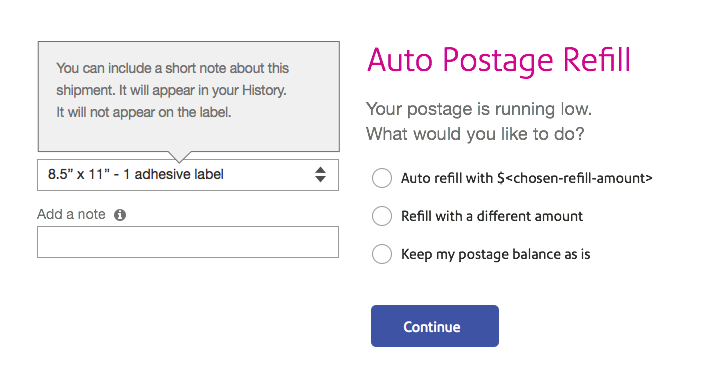 You can include a short note about this
shipment. It will appear in your History.
It will not appear on the label.
8.5” x 11” - 1 adhesive label
Add a note
Auto Postage Refill
Your postage is running low.
What would you like to do?
Auto refill with $<chosen-refill-amount>
Refill with a different amount
Keep my postage balance as is
Continue